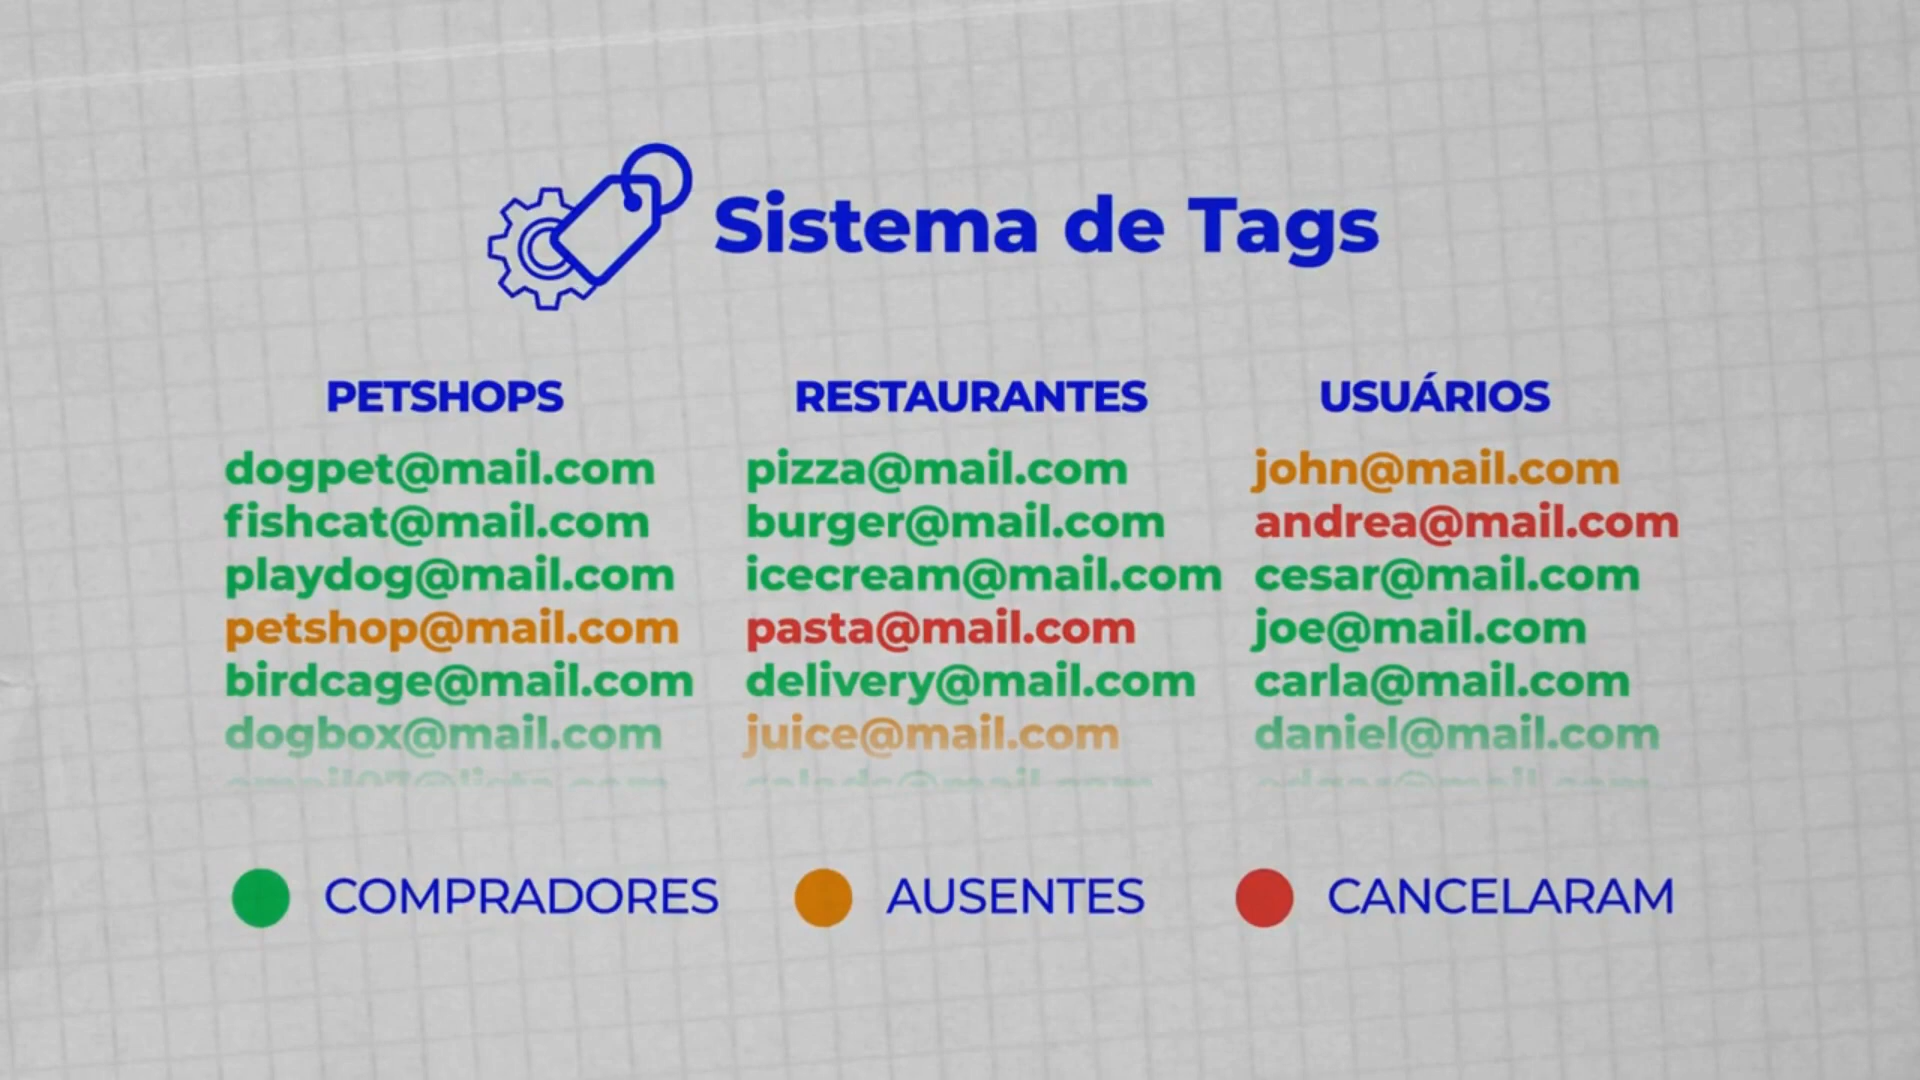 Sistema de Tags
PETSHOPS
dogpet@mail.com
fishcat@mail.com
playdog@mail.com
petshop@mail.com
birdcage@mail.com
dogbox@mail.com
RESTAURANTES
pizza@mail.com
burger@mail.com
icecream@mail.com
pasta@mail.com
delivery@mail.com
juice@mail.com
USUÁRIOS
john@mail.com
andrea@mail.com
cesar@mail.com
joe@mail.com
carla@mail.com
daniel@mail.com
COMPRADORES
AUSENTES
CANCELARAM